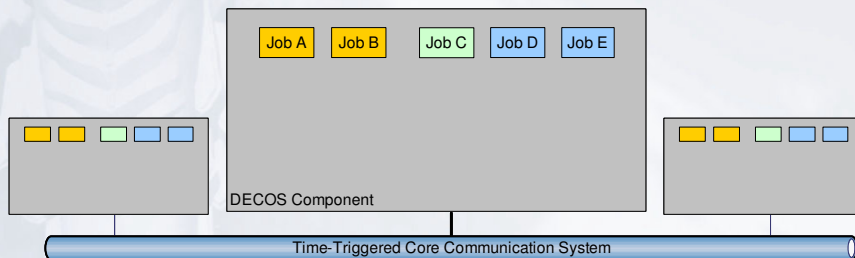 Job A
Job B
Job C
Job D
Job E
DECOS Component
Time-Triggered Core Communication System